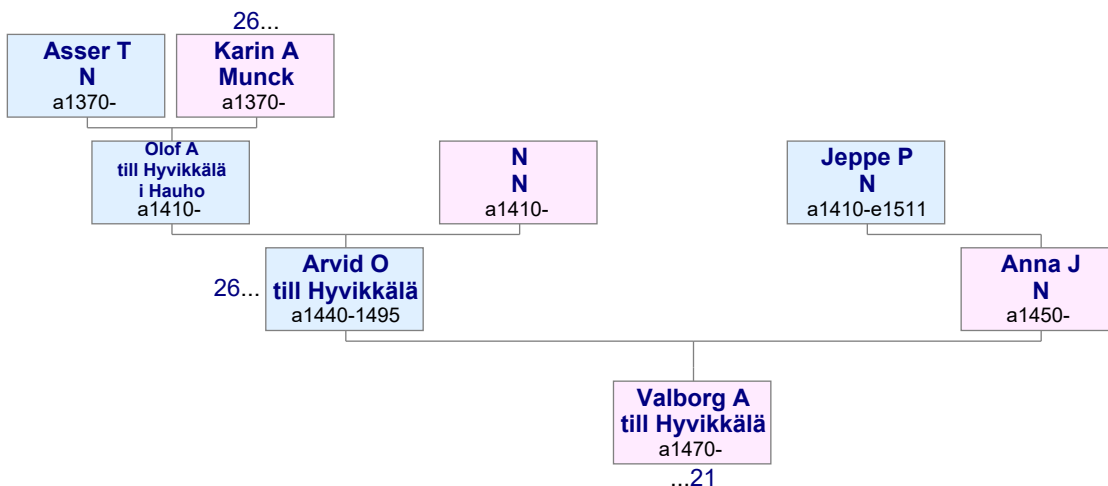 26...
Asser T
N
a1370-
Karin A
Munck
a1370-
Olof A
till Hyvikkälä
i Hauho
a1410-
N
N
a1410-
Jeppe P
N
a1410-e1511
26...
Arvid O
till Hyvikkälä
a1440-1495
Anna J
N
a1450-
Valborg A
till Hyvikkälä
a1470-
...21